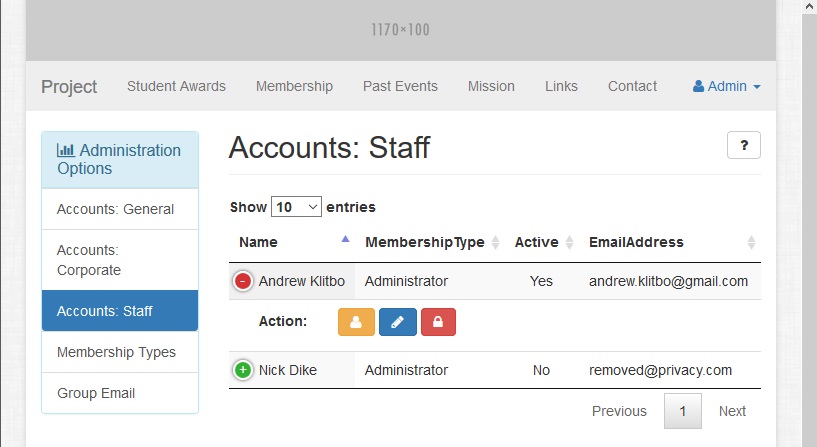 1170×100
Project Student Awards Membership Past Events Mission Links Contact Admin
Administration
Options
Accounts: General
Accounts:
Corporate
Accounts: Staff
Membership Types
Group Email
Accounts: Staff
?
Show 10 entries
Name MembershipType Active EmailAddress
Andrew Klitbo Administrator Yes andrew.klitbo@gmail.com
Action:
Nick Dike Administrator No removed@privacy.com
Previous 1 Next